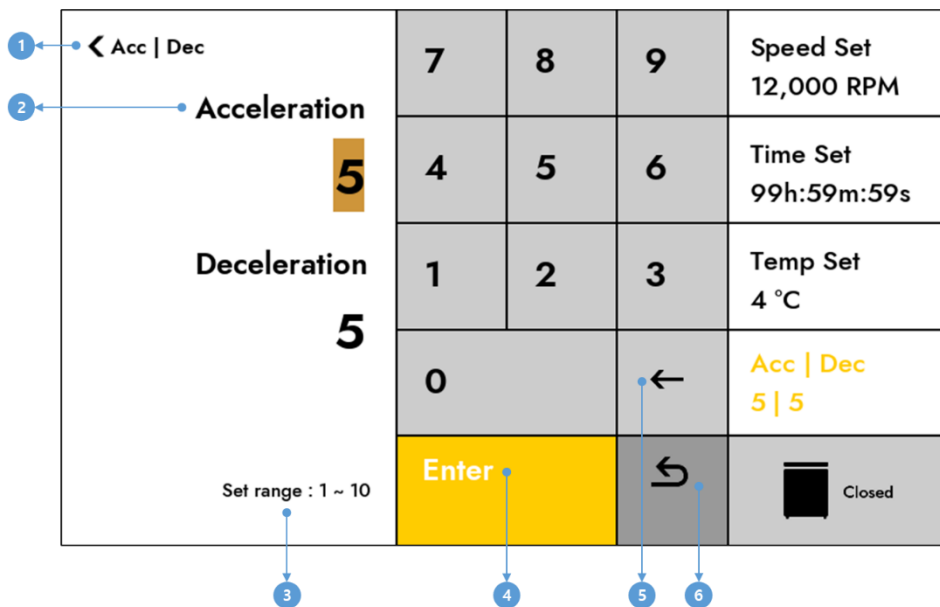 1
Acc | Dec
2
Acceleration
5
Deceleration
5
Set range : 1 ~ 10
3
7
8
9
4
5
6
1
2
3
0
←
Enter
4
5
6
Speed Set
12,000 RPM
Time Set
99h:59m:59s
Temp Set
4 °C
Acc | Dec
5 | 5
Closed